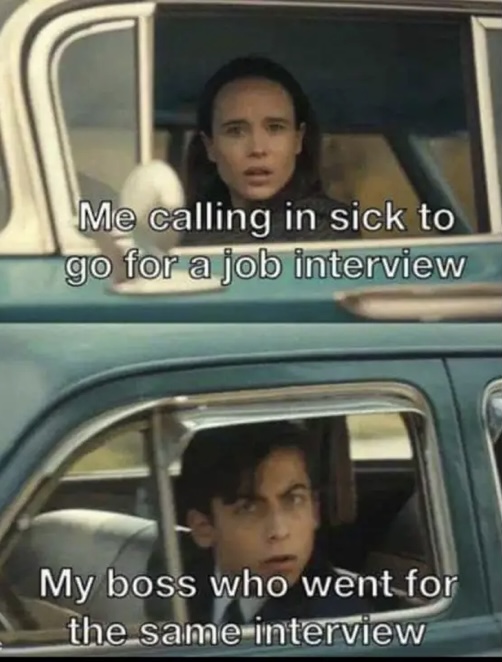 Me calling in sick to
go for a job interview
My boss who went for
the same interview